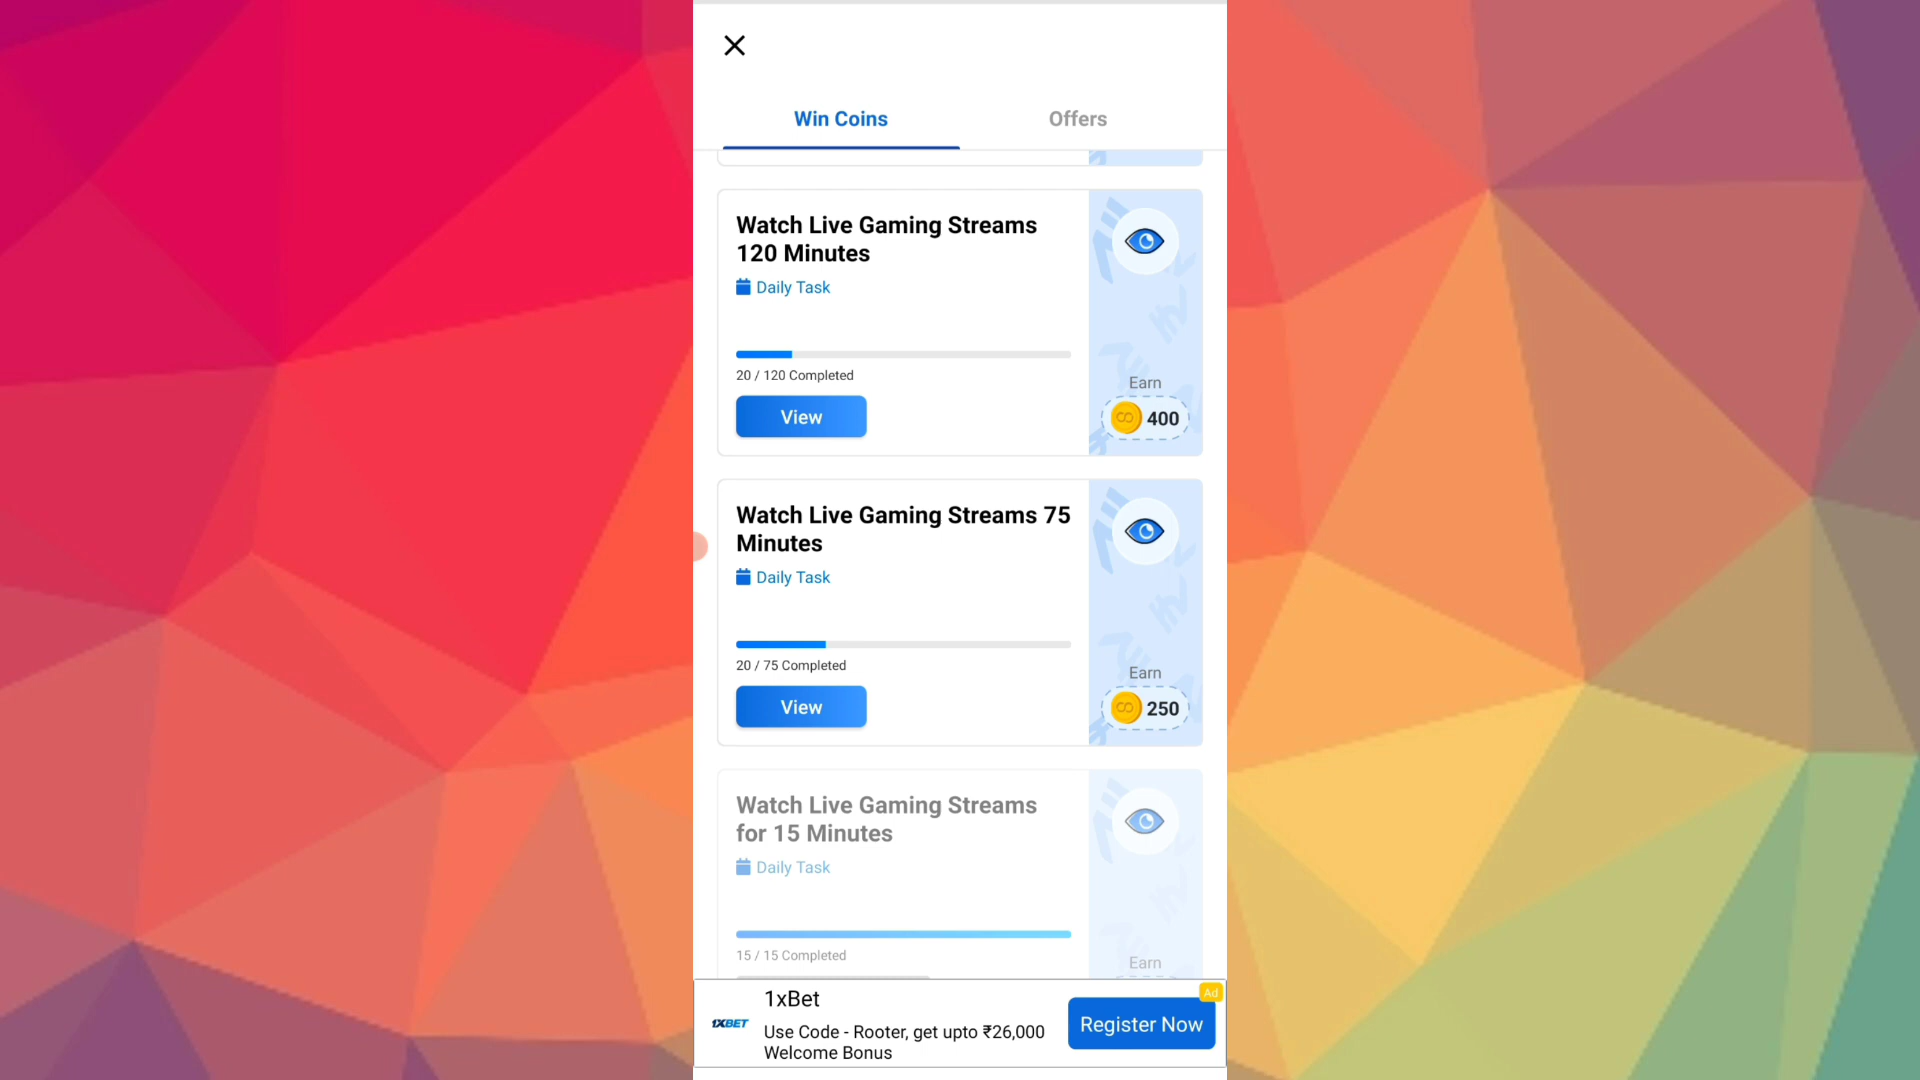 Win Coins
Offers
Watch Live Gaming Streams
120 Minutes
Daily Task
20 / 120 Completed
View
Earn
400
Watch Live Gaming Streams 75
Minutes
Daily Task
20 / 75 Completed
View
Earn
250
Watch Live Gaming Streams
for 15 Minutes
Daily Task
15 / 15 Completed
Earn
1xBet
Ad
1XBET
Use Code - Rooter, get upto ₹26,000
Welcome Bonus
Register Now